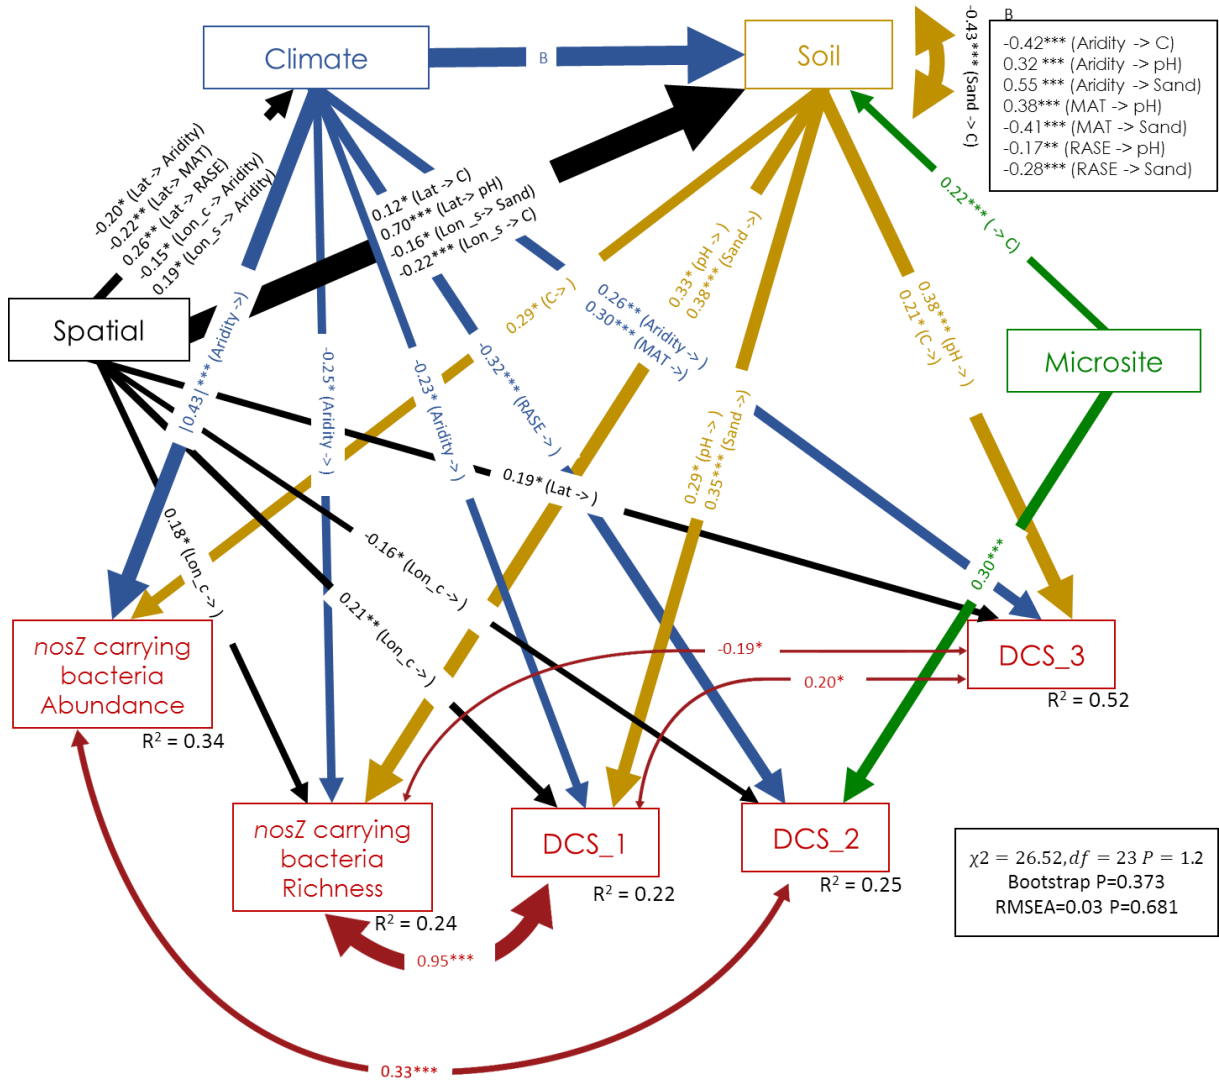 Climate
B
Soil
-0.43*** (Sand -> C)
B
-0.42*** (Aridity -> C)
0.32 *** (Aridity -> pH)
0.55 *** (Aridity -> Sand)
0.38*** (MAT -> pH)
-0.41*** (MAT -> Sand)
-0.17** (RASE -> pH)
-0.28*** (RASE -> Sand)
-0.20* (Lat -> Aridity)
-0.22** (Lat-> MAT)
0.26** (Lat -> RASE)
-0.15* (Lon_c -> Aridity)
0.19* (Lon_s -> Aridity)
0.12* (Lat -> C)
0.70*** (Lat-> pH)
-0.16* (Lon _s-> Sand)
-0.22*** (Lon_s -> C)
0.22*** ( -> C)
Spatial
Microsite
|0.43|*** (Aridity ->)
-0.25* (Aridity -> )
-0.23* (Aridity -> )
-0.32*** (RASE -> )
0.29* (C-> )
0.26** (Aridity -> )
0.30*** (MAT ->)
0.33* (pH -> )
0.38*** (Sand ->)
0.38*** (pH -> )
0.21* (C ->)
0.29* (pH -> )
0.35*** (Sand ->)
0.19* (Lat -> )
0.18* (Lon_c -> )
-0.16* (Lon_c -> )
0.21** (Lon_c -> )
0.30***
nosZ carrying
bacteria
Abundance
R² = 0.34
-0.19*
0.20*
DCS_3
R² = 0.52
nosZ carrying
bacteria
Richness
R² = 0.24
DCS_1
R² = 0.22
DCS_2
R² = 0.25
0.95***
0.33***
χ2 = 26.52, df = 23 P = 1.2
Bootstrap P=0.373
RMSEA=0.03 P=0.681